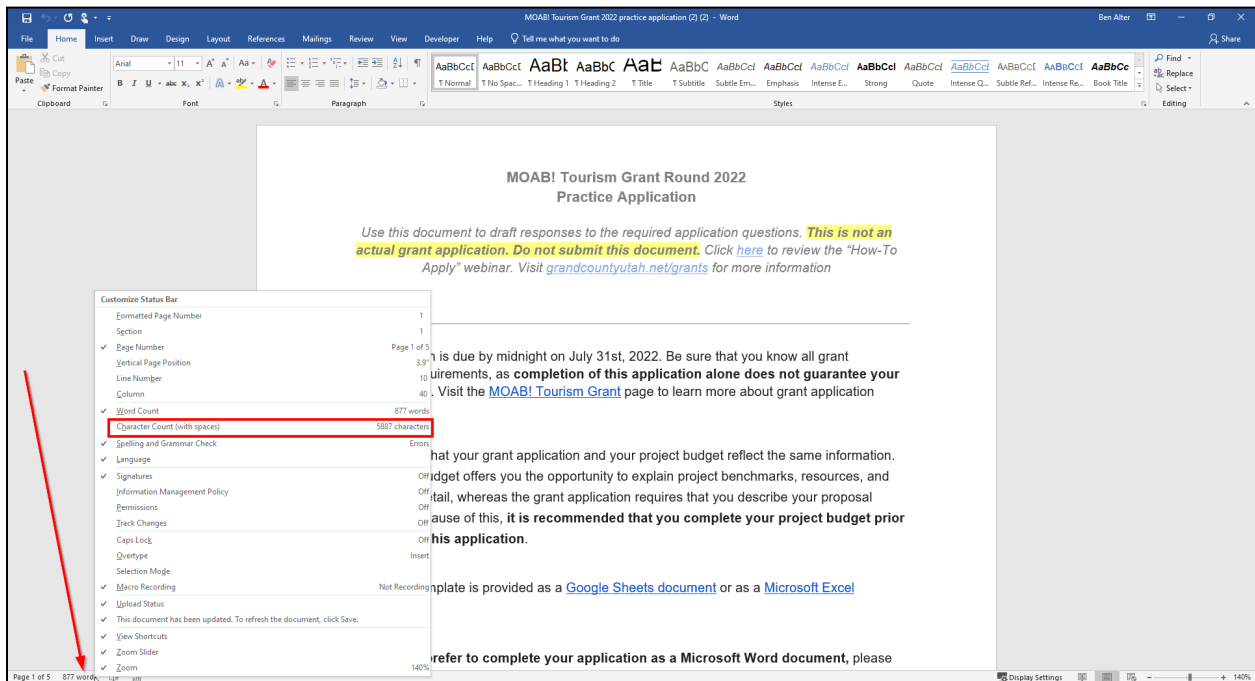 MOAB! Tourism Grant 2022 practice application (2) (2) - Word
Ben Alter
File Home Insert Draw Design Layout References Mailings Review View Developer Help Tell me what you want to do Share
Paste
Cut
Copy
Format Painter
Clipboard
Arial 11
Font
Paragraph
AaBbCcI AaBbCcI AaBl AaBbC AaB AaBbC AaBbCcl AaBbCcl AaBbCcl AaBbCcl AaBbCcl AaBbCcl AaBbCcI AaBbCcI AaBbCc
¶ Normal ¶ No Spac... ¶ Heading 1 ¶ Heading 2 ¶ Title ¶ Subtitle Subtle Em... Emphasis Intense E... Strong Quote Intense Q... Subtle Ref... Intense Re... Book Title
Styles
Find
Replace
Select
Editing
MOAB! Tourism Grant Round 2022
Practice Application
Use this document to draft responses to the required application questions. This is not an
actual grant application. Do not submit this document. Click here to review the “How-To
Apply” webinar. Visit grandcountyutah.net/grants for more information
is due by midnight on July 31st, 2022. Be sure that you know all grant
uirements, as completion of this application alone does not guarantee your
. Visit the MOAB! Tourism Grant page to learn more about grant application
hat your grant application and your project budget reflect the same information.
dget offers you the opportunity to explain project benchmarks, resources, and
etail, whereas the grant application requires that you describe your proposal
ause of this, it is recommended that you complete your project budget prior
his application.
nplate is provided as a Google Sheets document or as a Microsoft Excel
refer to complete your application as a Microsoft Word document, please
Customize Status Bar
Formatted Page Number 1
Section 1
Page Number Page 1 of 5
Vertical Page Position 3.9"
Line Number 10
Column 40
Word Count 877 words
Character Count (with spaces) 5887 characters
Spelling and Grammar Check Errors
Language
Signatures Off
Information Management Policy Off
Permissions Off
Track Changes Off
Caps Lock Off
Overtype Insert
Selection Mode
Macro Recording Not Recording
Upload Status
This document has been updated. To refresh the document, click Save.
View Shortcuts
Zoom Slider
Zoom 140%
Page 1 of 5 877 words
Display Settings 140%